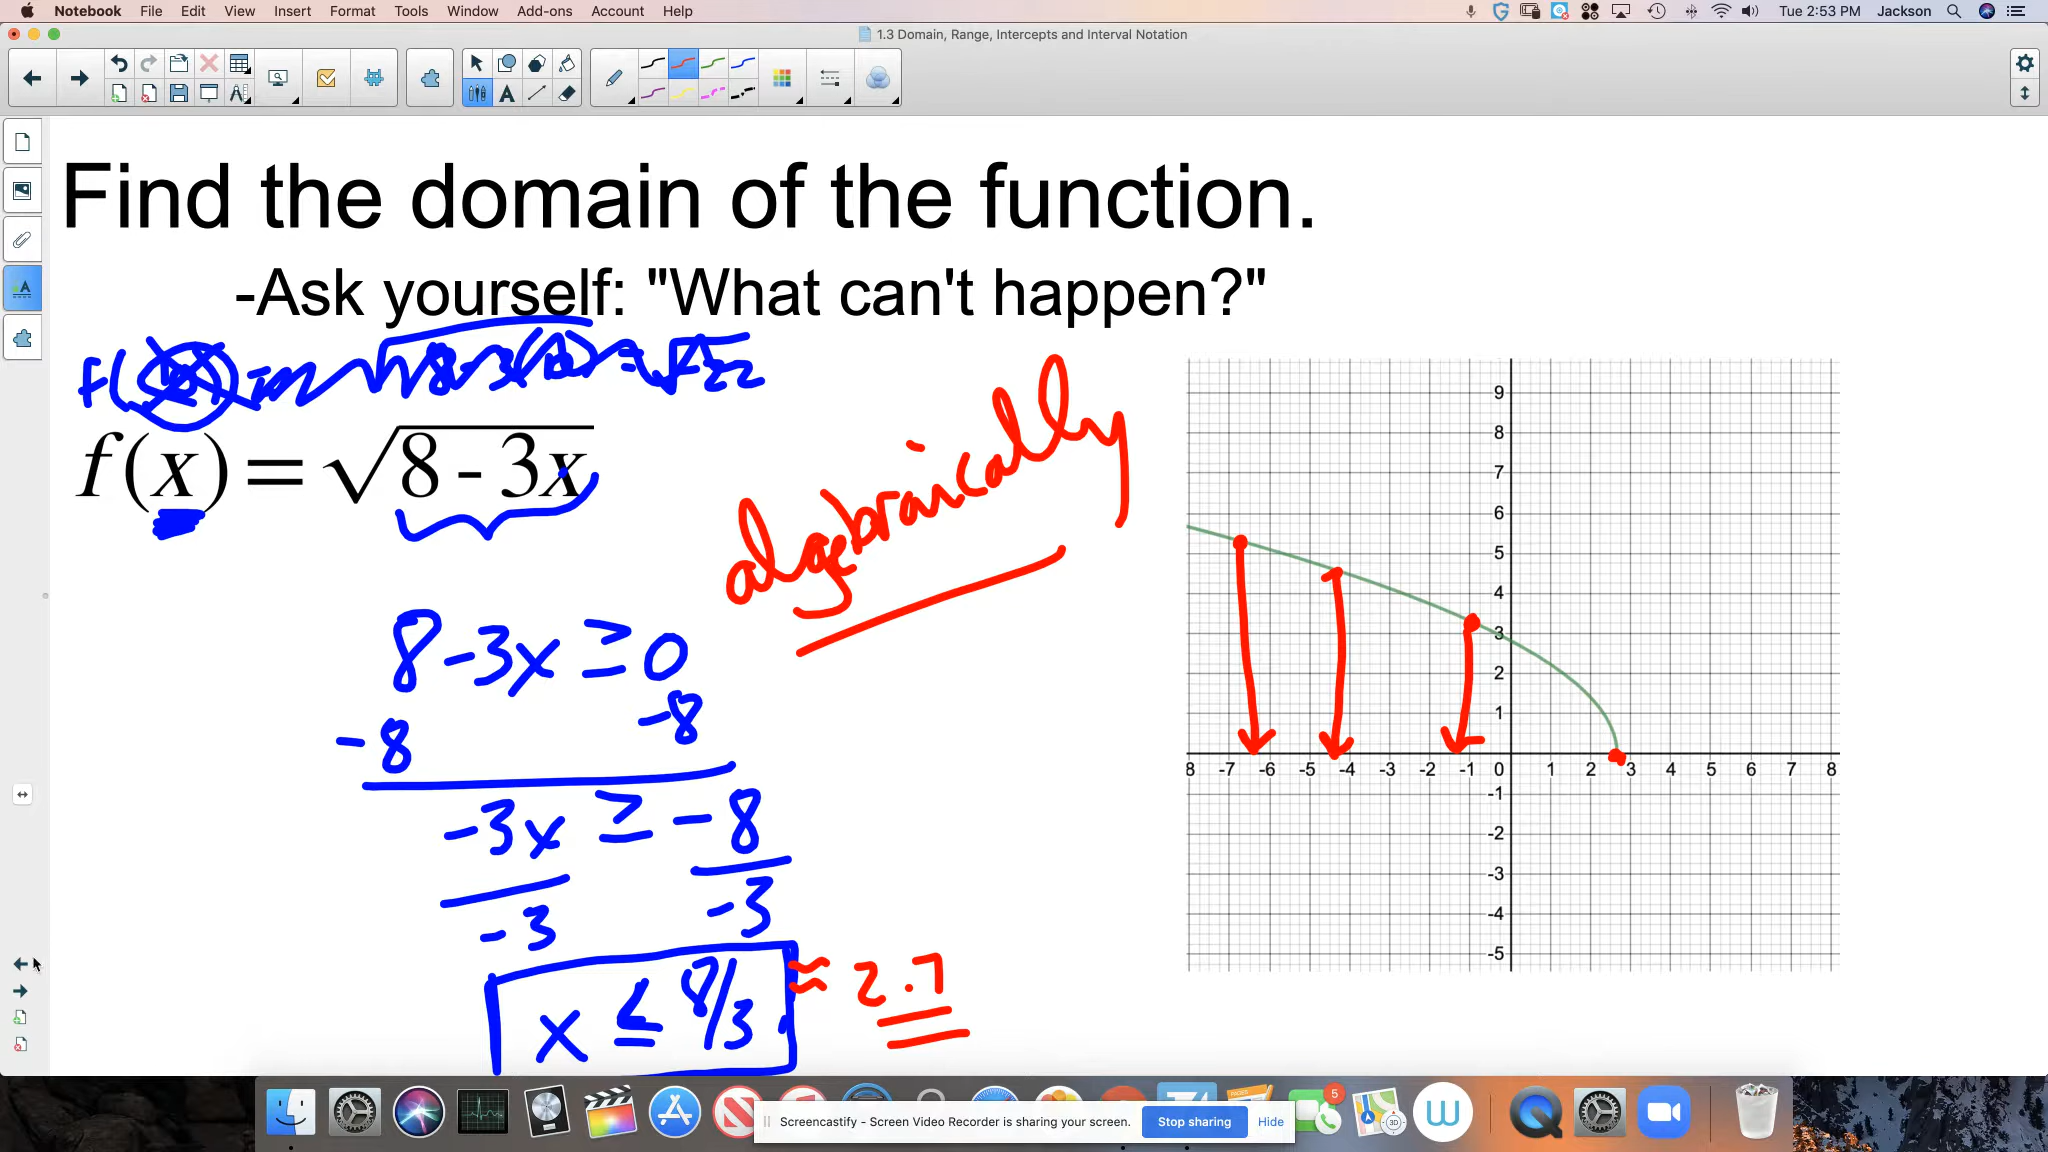 Notebook File Edit View Insert Format Tools Window Add-ons Account Help Tue 2:53 PM Jackson
1.3 Domain, Range, Intercepts and Interval Notation
Find the domain of the function.
-Ask yourself: "What can't happen?"
f(x) = √8 - 3x
algebraically
8-3x ≥ 0
-8 -8
-3x ≥ -8
-3 -3
x ≤ 8/3 ≈ 2.7
9
8
7
6
5
4
3
2
1
8 -7 -6 -5 -4 -3 -2 -1 0 1 2 3 4 5 6 7 8
-1
-2
-3
-4
-5
5
3D
W
Screencastify - Screen Video Recorder is sharing your screen. Stop sharing Hide